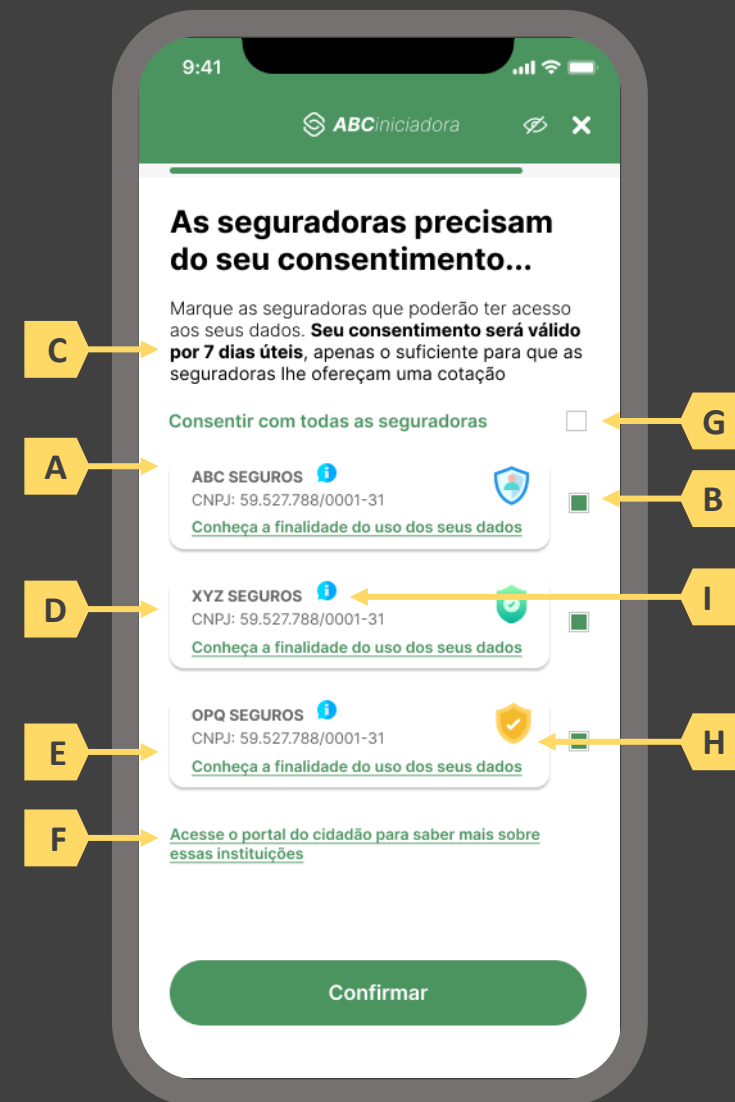 9:41
ABCiniciadora
As seguradoras precisam
do seu consentimento...
Marque as seguradoras que poderão ter acesso
aos seus dados. Seu consentimento será válido
por 7 dias úteis, apenas o suficiente para que as
seguradoras lhe ofereçam uma cotação
C
Consentir com todas as seguradoras
G
A
ABC SEGUROS i
CNPJ: 59.527.788/0001-31
Conheça a finalidade do uso dos seus dados
B
D
XYZ SEGUROS i
CNPJ: 59.527.788/0001-31
Conheça a finalidade do uso dos seus dados
I
E
OPQ SEGUROS i
CNPJ: 59.527.788/0001-31
Conheça a finalidade do uso dos seus dados
H
F
Acesse o portal do cidadão para saber mais sobre
essas instituições
Confirmar